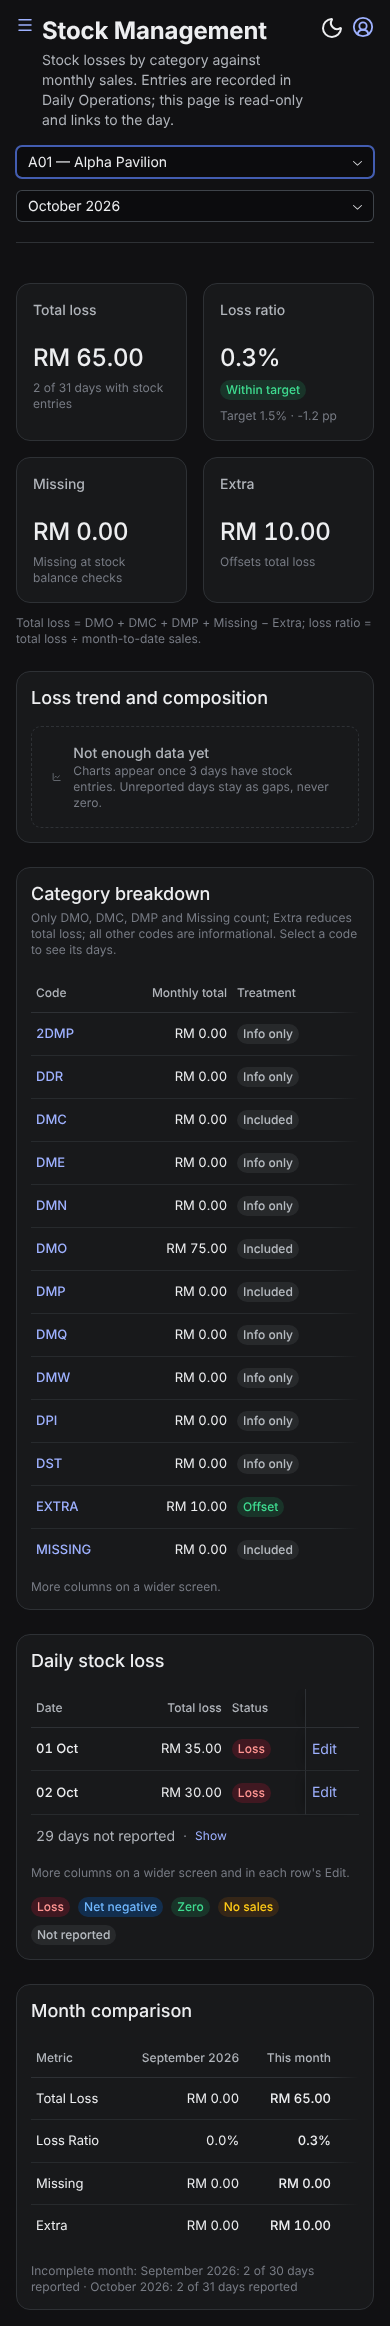 Stock Management
Stock losses by category against
monthly sales. Entries are recorded in
Daily Operations; this page is read-only
and links to the day.
A01 — Alpha Pavilion
October 2026
Total loss
RM 65.00
2 of 31 days with stock
entries
Loss ratio
0.3%
Within target
Target 1.5% · -1.2 pp
Missing
RM 0.00
Missing at stock
balance checks
Extra
RM 10.00
Offsets total loss
Total loss = DMO + DMC + DMP + Missing − Extra; loss ratio =
total loss ÷ month-to-date sales.
Loss trend and composition
Not enough data yet
Charts appear once 3 days have stock
entries. Unreported days stay as gaps, never
zero.
Category breakdown
Only DMO, DMC, DMP and Missing count; Extra reduces
total loss; all other codes are informational. Select a code
to see its days.
Code Monthly total Treatment
2DMP RM 0.00 Info only
DDR RM 0.00 Info only
DMC RM 0.00 Included
DME RM 0.00 Info only
DMN RM 0.00 Info only
DMO RM 75.00 Included
DMP RM 0.00 Included
DMQ RM 0.00 Info only
DMW RM 0.00 Info only
DPI RM 0.00 Info only
DST RM 0.00 Info only
EXTRA RM 10.00 Offset
MISSING RM 0.00 Included
More columns on a wider screen.
Daily stock loss
Date Total loss Status
01 Oct RM 35.00 Loss Edit
02 Oct RM 30.00 Loss Edit
29 days not reported · Show
More columns on a wider screen and in each row's Edit.
Loss Net negative Zero No sales
Not reported
Month comparison
Metric September 2026 This month
Total Loss RM 0.00 RM 65.00
Loss Ratio 0.0% 0.3%
Missing RM 0.00 RM 0.00
Extra RM 0.00 RM 10.00
Incomplete month: September 2026: 2 of 30 days
reported · October 2026: 2 of 31 days reported